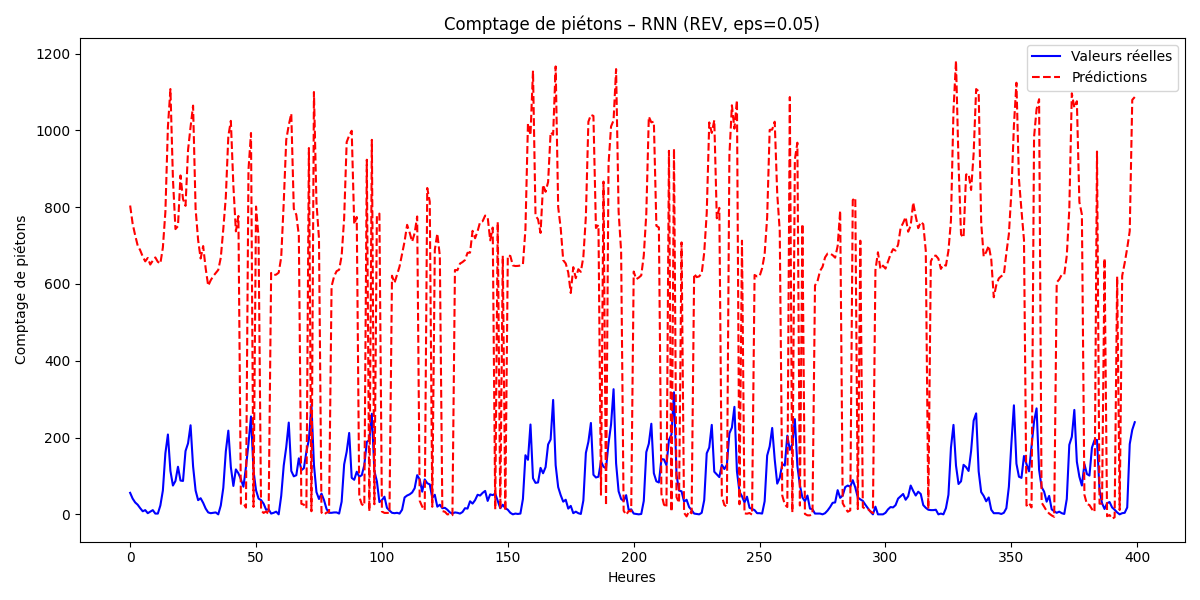 Comptage de piétons – RNN (REV, eps=0.05)
Valeurs réelles
Prédictions
Comptage de piétons
1200
1000
800
600
400
200
0
0 50 100 150 200 250 300 350 400
Heures